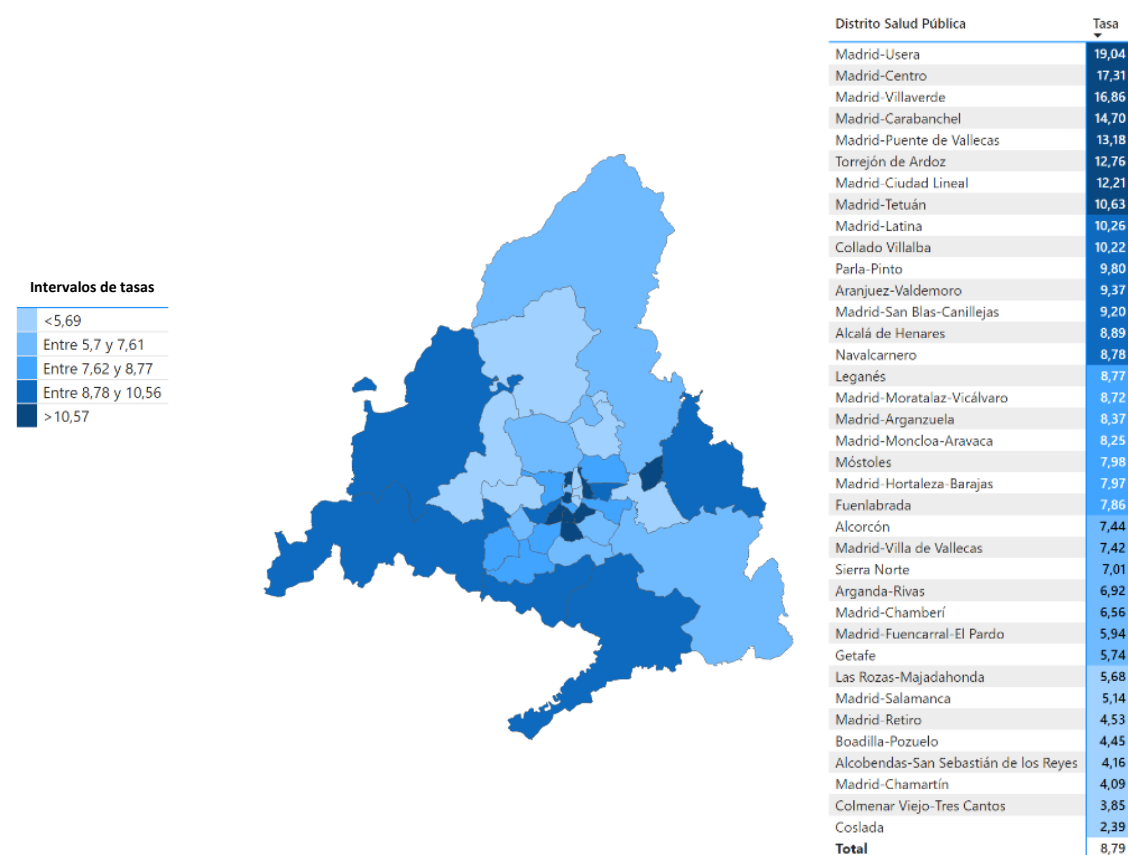 Intervalos de tasas
<5,69
Entre 5,7 y 7,61
Entre 7,62 y 8,77
Entre 8,78 y 10,56
>10,57
Distrito Salud Pública Tasa
Madrid-Usera 19,04
Madrid-Centro 17,31
Madrid-Villaverde 16,86
Madrid-Carabanchel 14,70
Madrid-Puente de Vallecas 13,18
Torrejón de Ardoz 12,76
Madrid-Ciudad Lineal 12,21
Madrid-Tetuán 10,63
Madrid-Latina 10,26
Collado Villalba 10,22
Parla-Pinto 9,80
Aranjuez-Valdemoro 9,37
Madrid-San Blas-Canillejas 9,20
Alcalá de Henares 8,89
Navalcarnero 8,78
Leganés 8,77
Madrid-Moratalaz-Vicálvaro 8,72
Madrid-Arganzuela 8,37
Madrid-Moncloa-Aravaca 8,25
Móstoles 7,98
Madrid-Hortaleza-Barajas 7,97
Fuenlabrada 7,86
Alcorcón 7,44
Madrid-Villa de Vallecas 7,42
Sierra Norte 7,01
Arganda-Rivas 6,92
Madrid-Chamberí 6,56
Madrid-Fuencarral-El Pardo 5,94
Getafe 5,74
Las Rozas-Majadahonda 5,68
Madrid-Salamanca 5,14
Madrid-Retiro 4,53
Boadilla-Pozuelo 4,45
Alcobendas-San Sebastián de los Reyes 4,16
Madrid-Chamartín 4,09
Colmenar Viejo-Tres Cantos 3,85
Coslada 2,39
Total 8,79